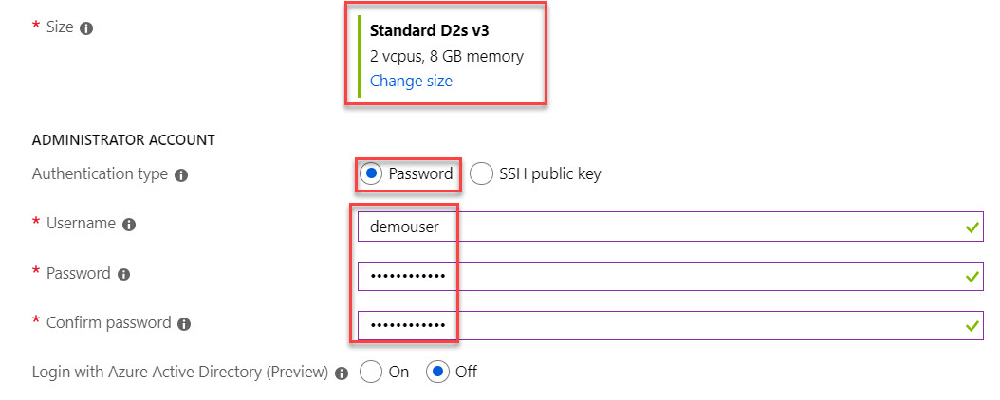 * Size
Standard D2s v3
2 vcpus, 8 GB memory
Change size
ADMINISTRATOR ACCOUNT
Authentication type Password SSH public key
* Username demouser
* Password ••••••••••••
* Confirm password ••••••••••••
Login with Azure Active Directory (Preview) On Off